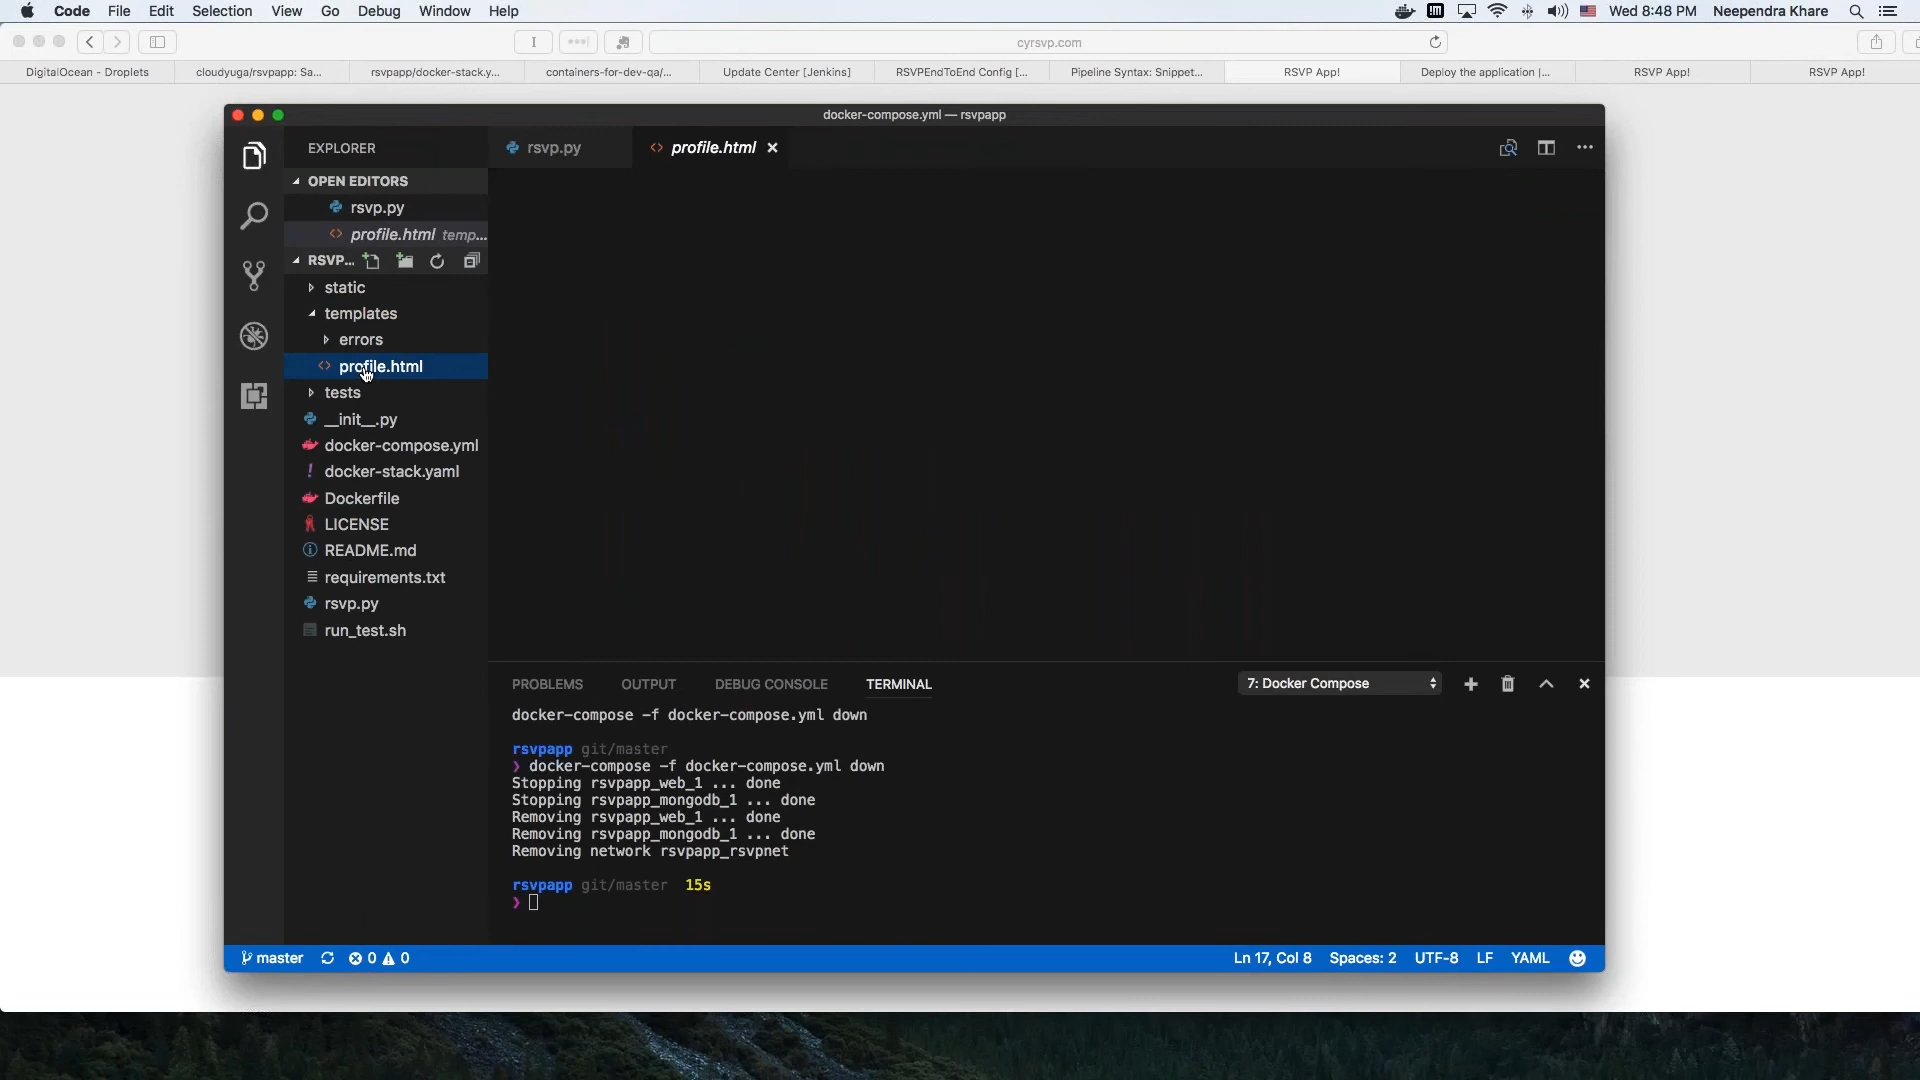 Code File Edit Selection View Go Debug Window Help Wed 8:48 PM Neependra Khare
cyrsvp.com
DigitalOcean - Droplets cloudyuga/rsvpapp: Sa... rsvpapp/docker-stack.y... containers-for-dev-qa/... Update Center [Jenkins] RSVPEndToEnd Config [... Pipeline Syntax: Snippet... RSVP App! Deploy the application |... RSVP App! RSVP App!
docker-compose.yml — rsvpapp
EXPLORER
rsvp.py
profile.html
OPEN EDITORS
rsvp.py
profile.html temp...
RSVP...
static
templates
errors
profile.html
tests
__init__.py
docker-compose.yml
docker-stack.yaml
Dockerfile
LICENSE
README.md
requirements.txt
rsvp.py
run_test.sh
PROBLEMS OUTPUT DEBUG CONSOLE TERMINAL 7: Docker Compose
docker-compose -f docker-compose.yml down
rsvpapp git/master
❯ docker-compose -f docker-compose.yml down
Stopping rsvpapp_web_1 ... done
Stopping rsvpapp_mongodb_1 ... done
Removing rsvpapp_web_1 ... done
Removing rsvpapp_mongodb_1 ... done
Removing network rsvpapp_rsvpnet
rsvpapp git/master 15s
❯
master 0 0 Ln 17, Col 8 Spaces: 2 UTF-8 LF YAML